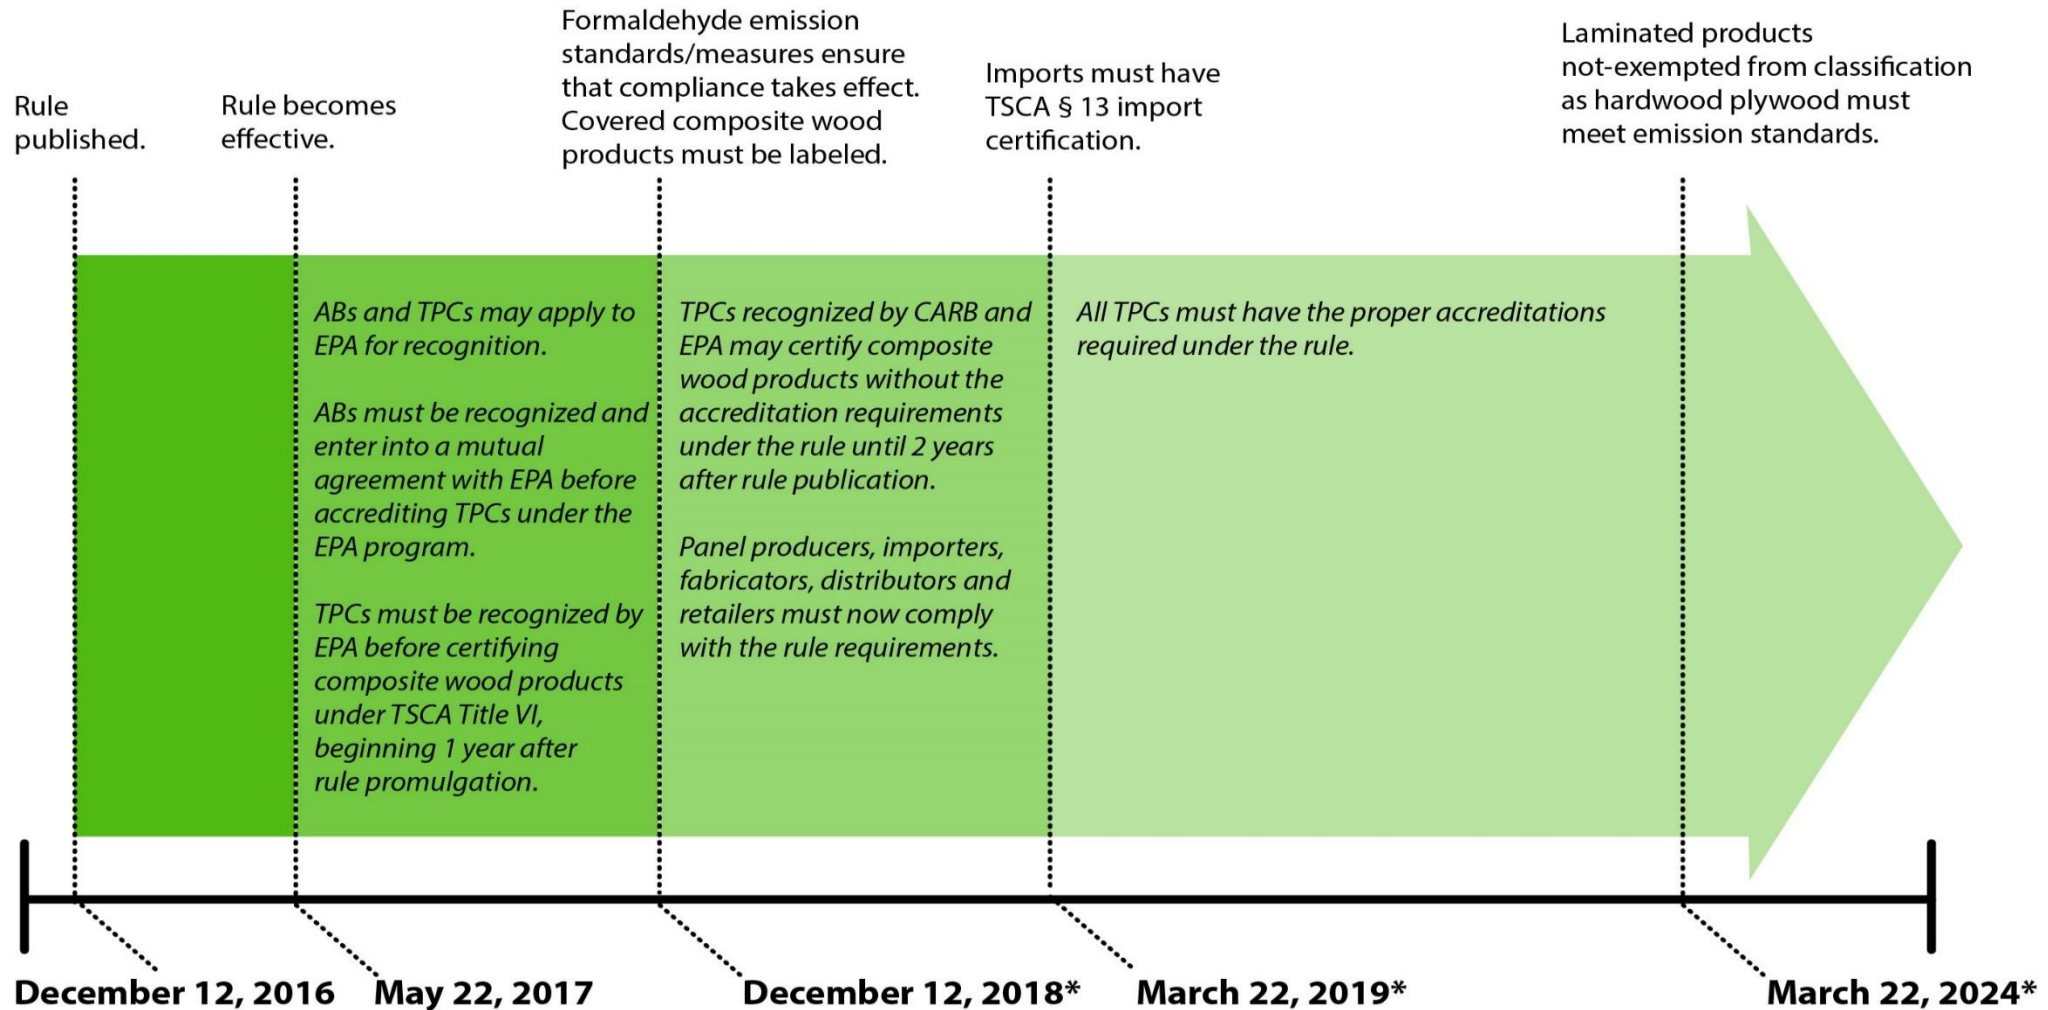 Rule
published.
Rule becomes
effective.
Formaldehyde emission
standards/measures ensure
that compliance takes effect.
Covered composite wood
products must be labeled.
Imports must have
TSCA § 13 import
certification.
Laminated products
not-exempted from classification
as hardwood plywood must
meet emission standards.
ABs and TPCs may apply to
EPA for recognition.
ABs must be recognized and
enter into a mutual
agreement with EPA before
accrediting TPCs under the
EPA program.
TPCs must be recognized by
EPA before certifying
composite wood products
under TSCA Title VI,
beginning 1 year after
rule promulgation.
TPCs recognized by CARB and
EPA may certify composite
wood products without the
accreditation requirements
under the rule until 2 years
after rule publication.
Panel producers, importers,
fabricators, distributors and
retailers must now comply
with the rule requirements.
All TPCs must have the proper accreditations
required under the rule.
December 12, 2016
May 22, 2017
December 12, 2018*
March 22, 2019*
March 22, 2024*